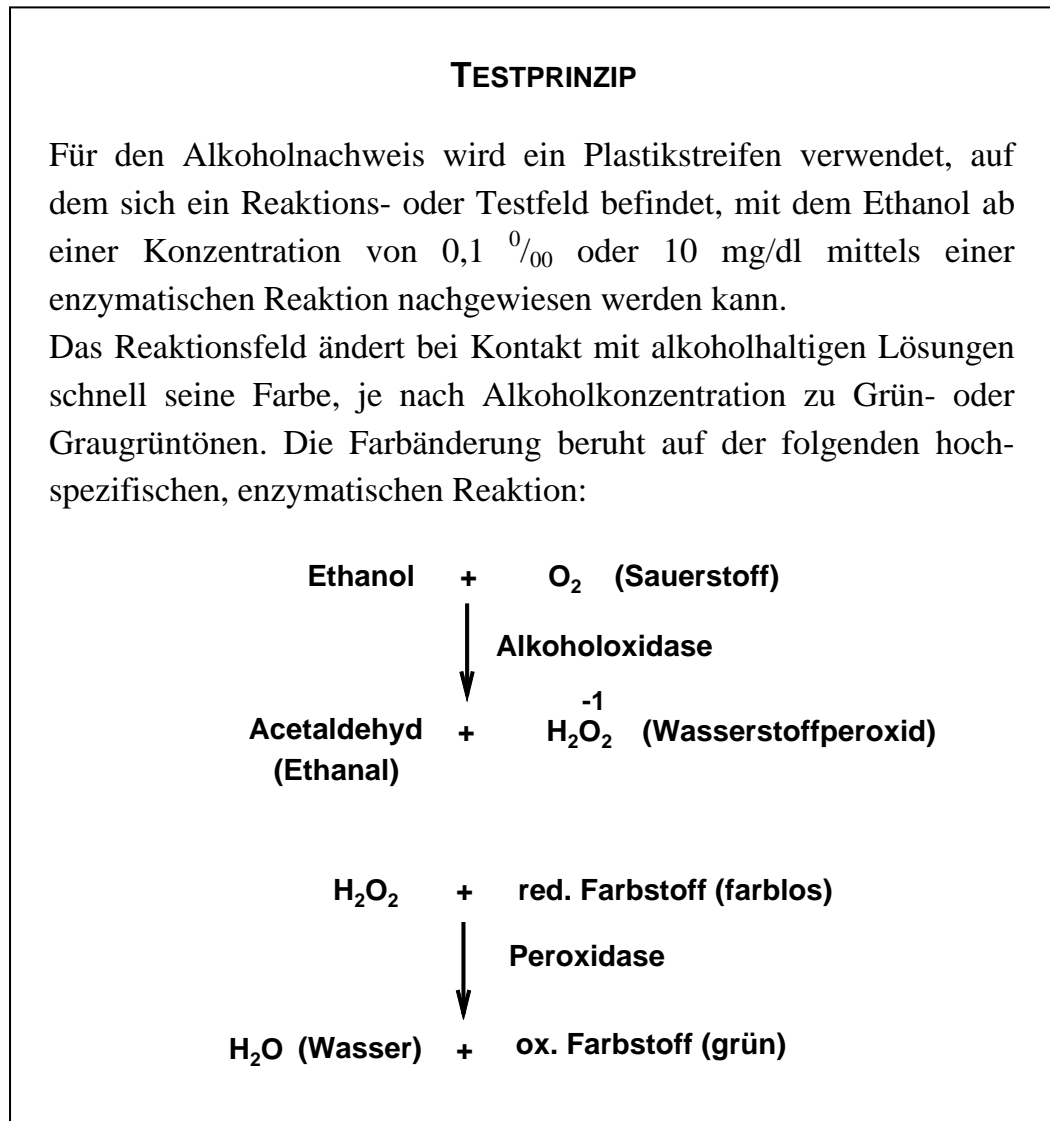 TESTPRINZIP
Für den Alkoholnachweis wird ein Plastikstreifen verwendet, auf
dem sich ein Reaktions- oder Testfeld befindet, mit dem Ethanol ab
einer Konzentration von 0,1 ⁰/₀₀ oder 10 mg/dl mittels einer
enzymatischen Reaktion nachgewiesen werden kann.
Das Reaktionsfeld ändert bei Kontakt mit alkoholhaltigen Lösungen
schnell seine Farbe, je nach Alkoholkonzentration zu Grün- oder
Graugrüntönen. Die Farbänderung beruht auf der folgenden hoch-
spezifischen, enzymatischen Reaktion:
Ethanol + O₂ (Sauerstoff)
Alkoholoxidase
-1
Acetaldehyd + H₂O₂ (Wasserstoffperoxid)
(Ethanal)
H₂O₂ + red. Farbstoff (farblos)
Peroxidase
H₂O (Wasser) + ox. Farbstoff (grün)